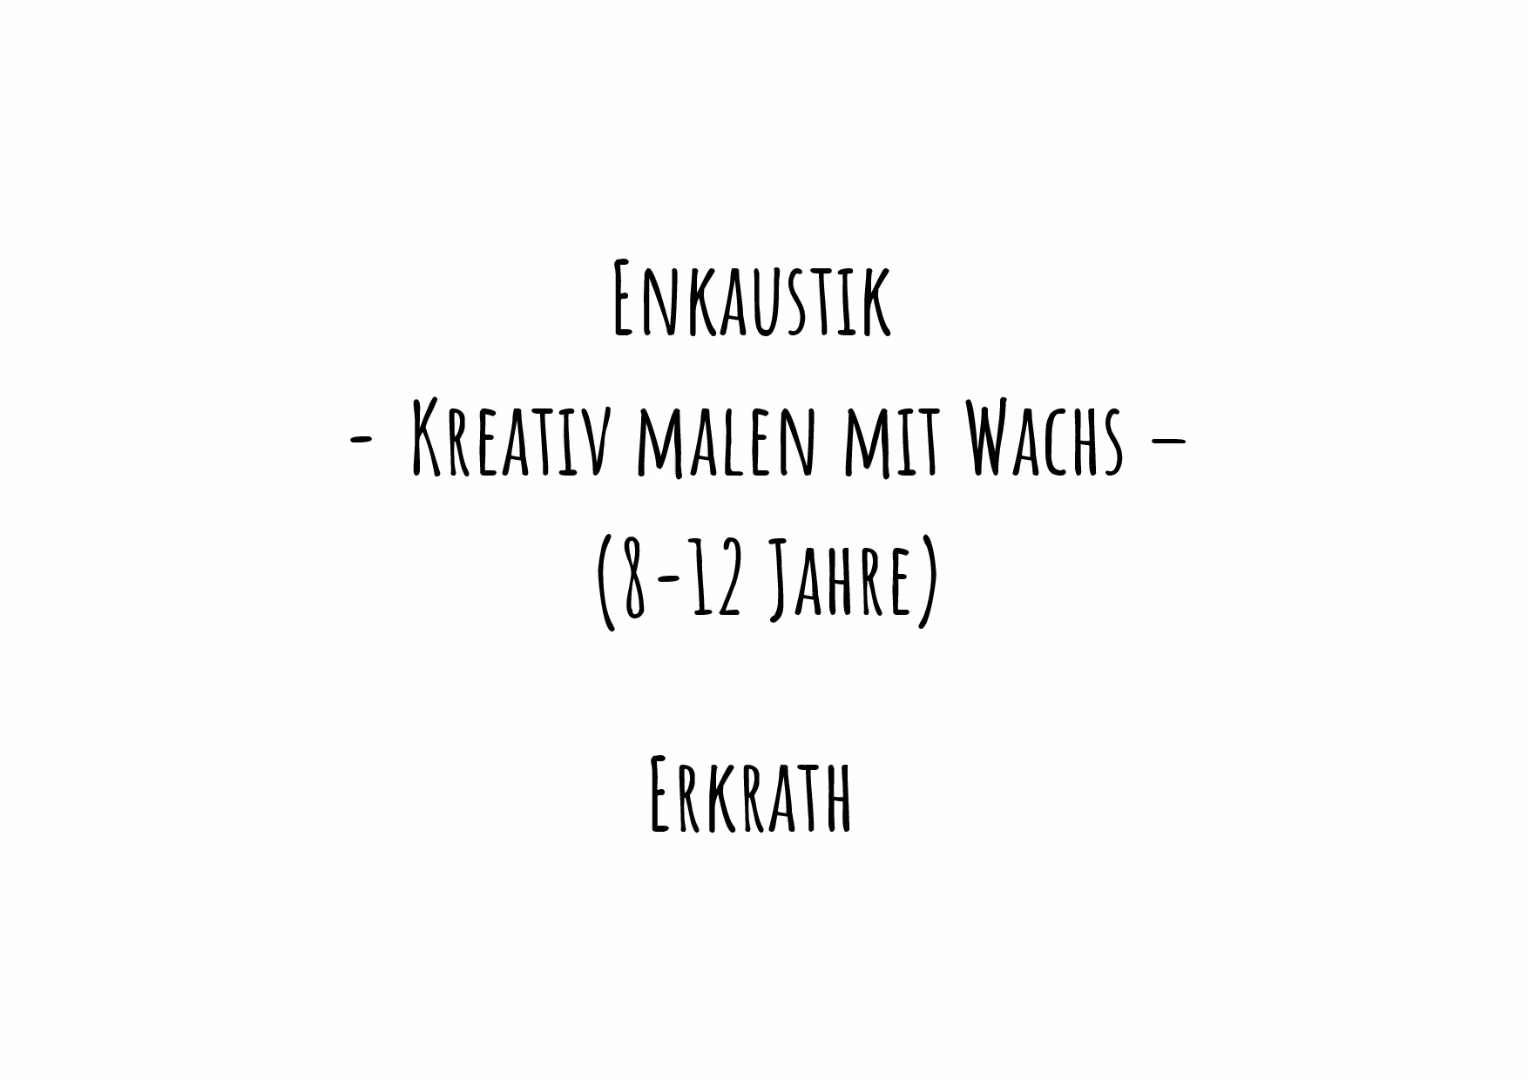 Enkaustik
- Kreativ malen mit Wachs –
(8-12 Jahre)
Erkrath